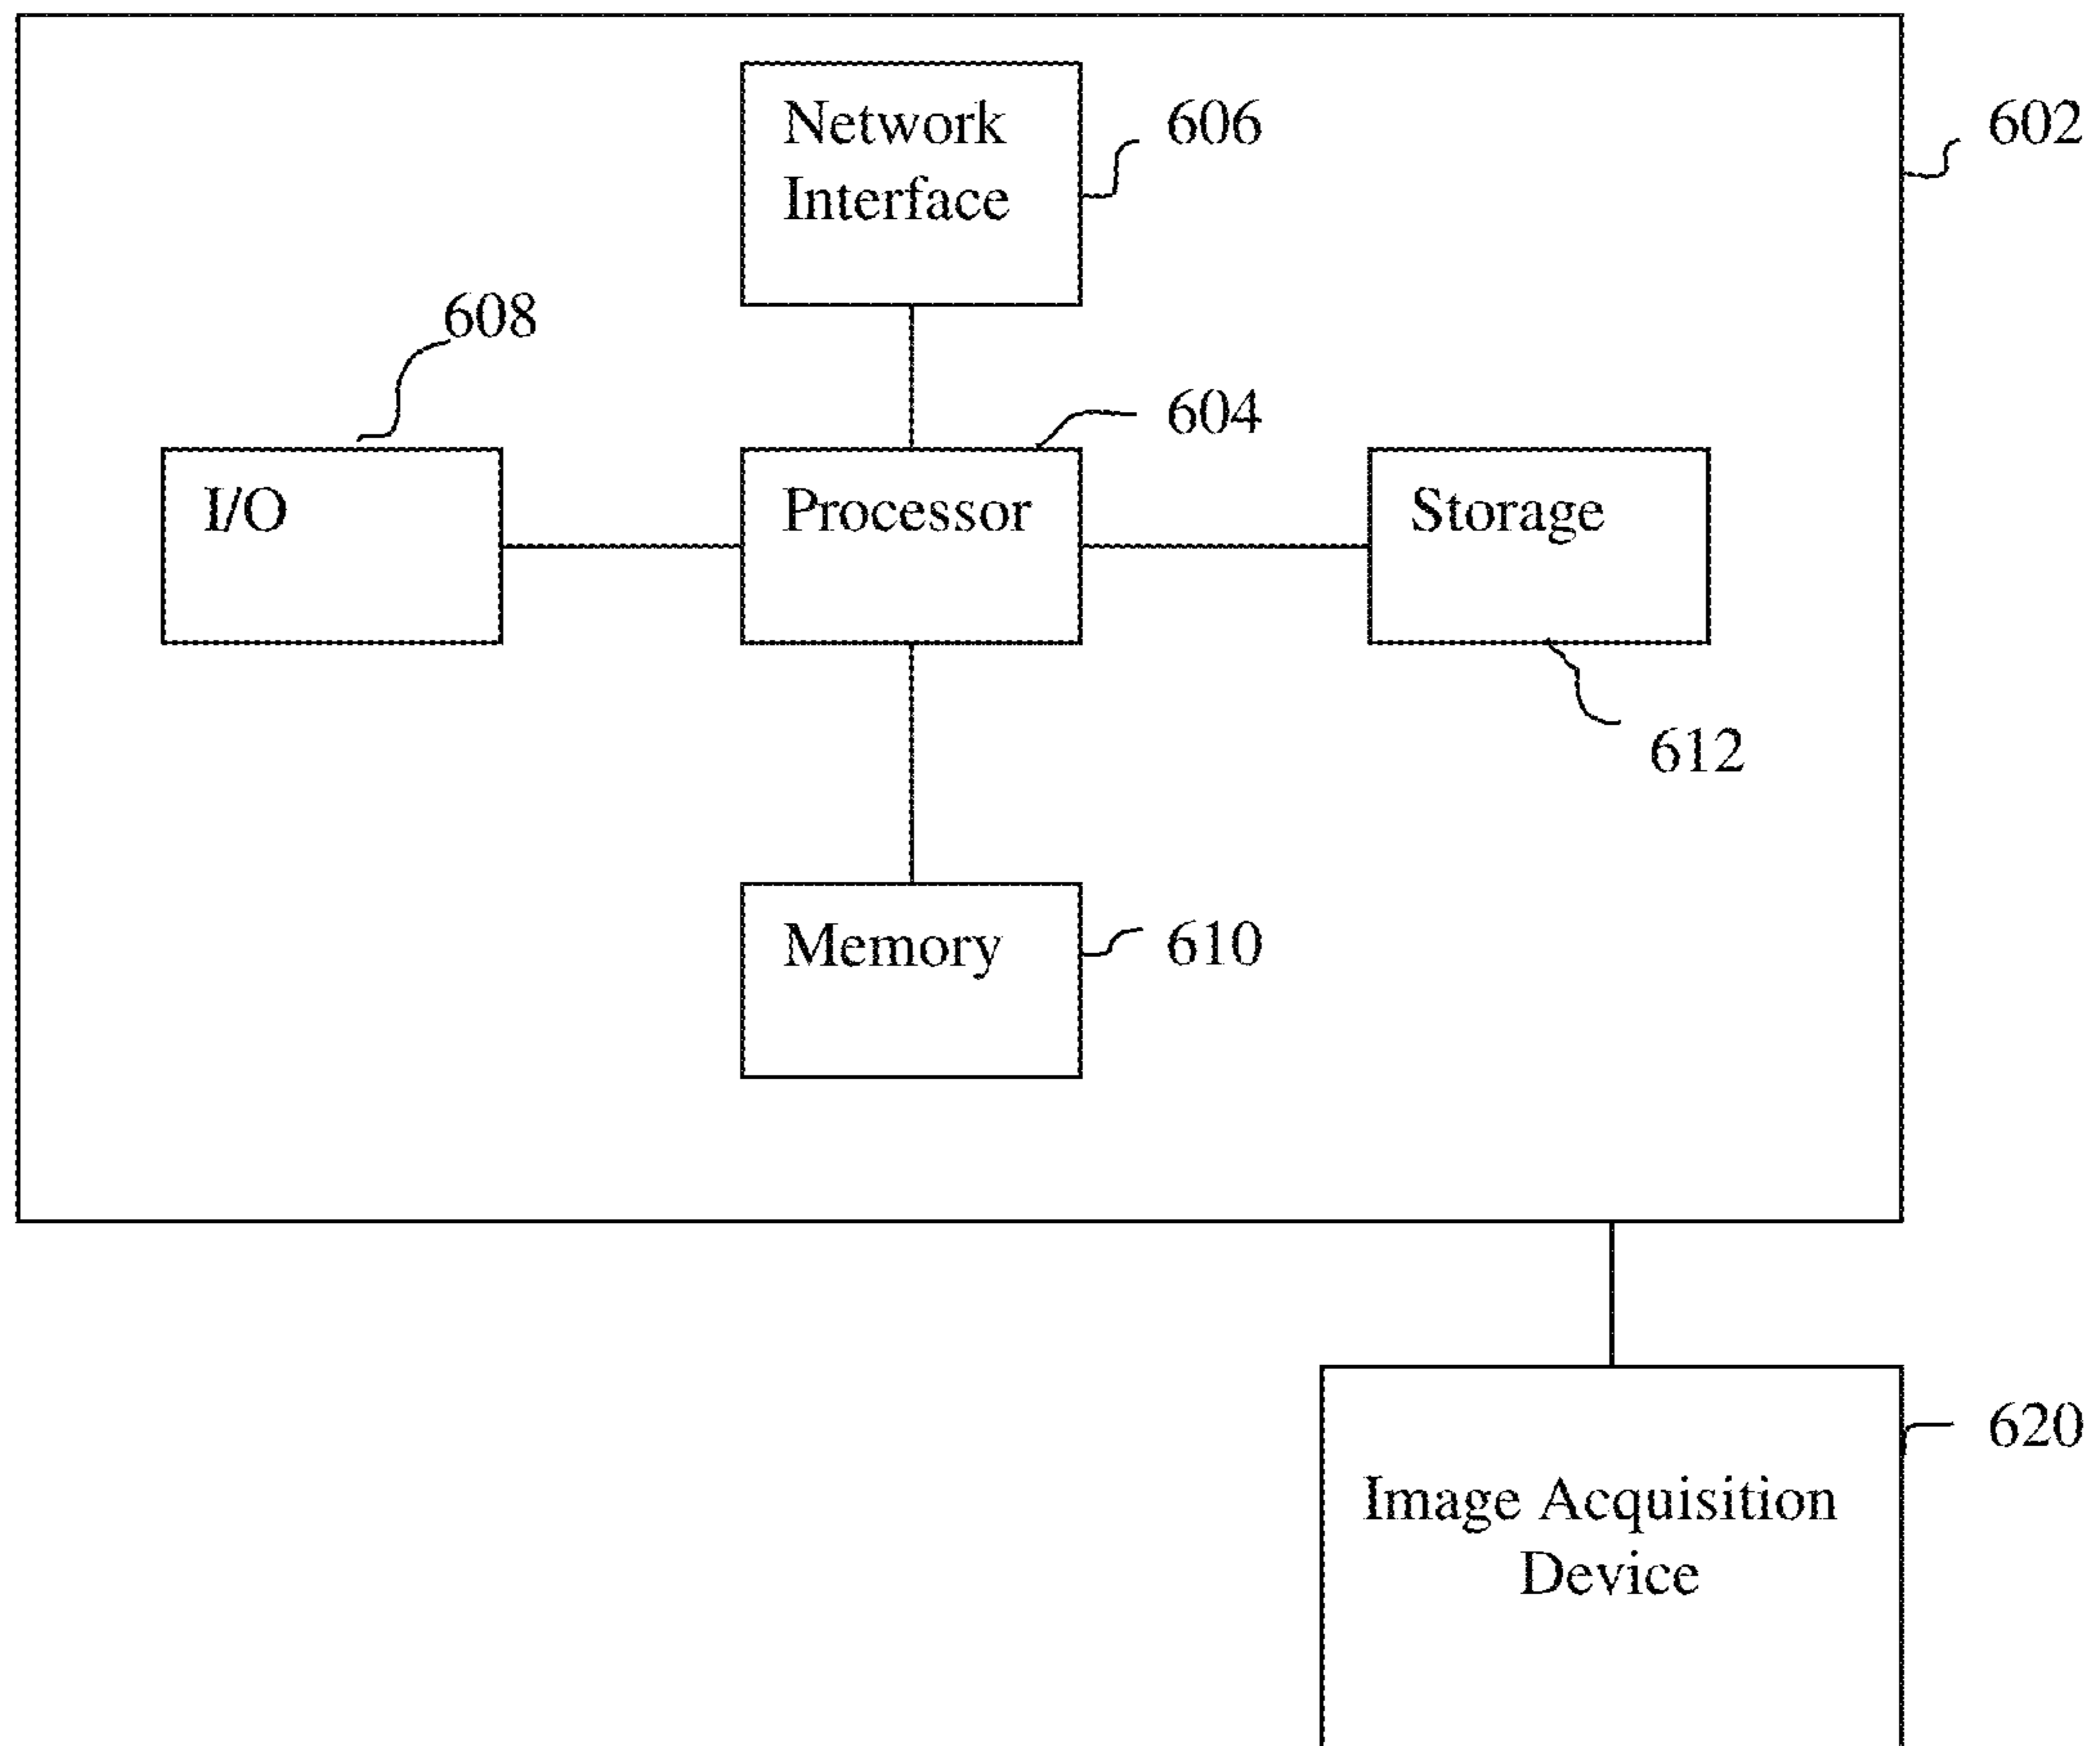 Network
Interface
606
602
608
604
I/O
Processor
Storage
612
Memory
610
620
Image Acquisition
Device